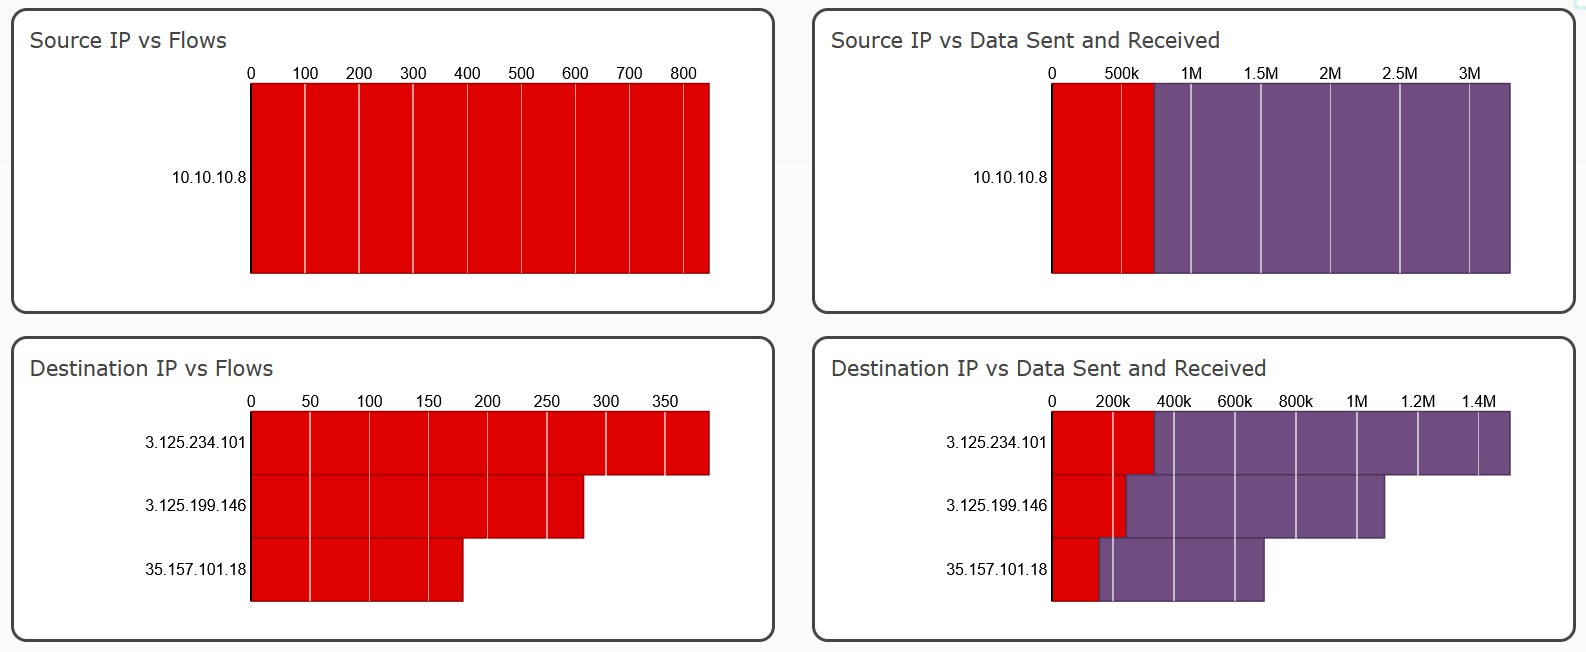 Source IP vs Flows
0 100 200 300 400 500 600 700 800
10.10.10.8
Source IP vs Data Sent and Received
0 500k 1M 1.5M 2M 2.5M 3M
10.10.10.8
Destination IP vs Flows
0 50 100 150 200 250 300 350
3.125.234.101
3.125.199.146
35.157.101.18
Destination IP vs Data Sent and Received
0 200k 400k 600k 800k 1M 1.2M 1.4M
3.125.234.101
3.125.199.146
35.157.101.18